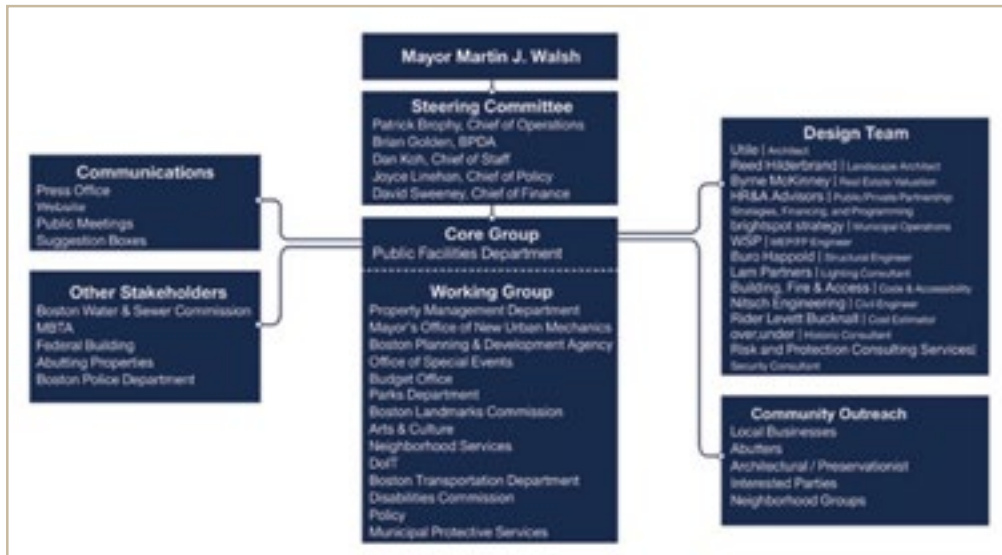 Mayor Martin J. Walsh
Steering Committee
Patrick Brophy, Chief of Operations
Brian Golden, BPDA
Dan Koh, Chief of Staff
Joyce Linehan, Chief of Policy
David Sweeney, Chief of Finance
Core Group
Public Facilities Department
Working Group
Property Management Department
Mayor's Office of New Urban Mechanics
Boston Planning & Development Agency
Office of Special Events
Budget Office
Parks Department
Boston Landmarks Commission
Arts & Culture
Neighborhood Services
DoIT
Boston Transportation Department
Disabilities Commission
Policy
Municipal Protective Services
Communications
Press Office
Website
Public Meetings
Suggestion Boxes
Other Stakeholders
Boston Water & Sewer Commission
MBTA
Federal Building
Abutting Properties
Boston Police Department
Design Team
Utile | Architect
Reed Hilderbrand | Landscape Architect
Byrne McKinney | Real Estate Valuation
HR&A Advisors | Public/Private Partnership
Strategies, Financing, and Programming
brightspot strategy | Municipal Operations
WSP | MEP/FP Engineer
Buro Happold | Structural Engineer
Lam Partners | Lighting Consultant
Building, Fire & Access | Code & Accessibility
Nitsch Engineering | Civil Engineer
Rider Levett Bucknall | Cost Estimator
over,under | Historic Consultant
Risk and Protection Consulting Services|
Security Consultant
Community Outreach
Local Businesses
Abutters
Architectural / Preservationist
Interested Parties
Neighborhood Groups